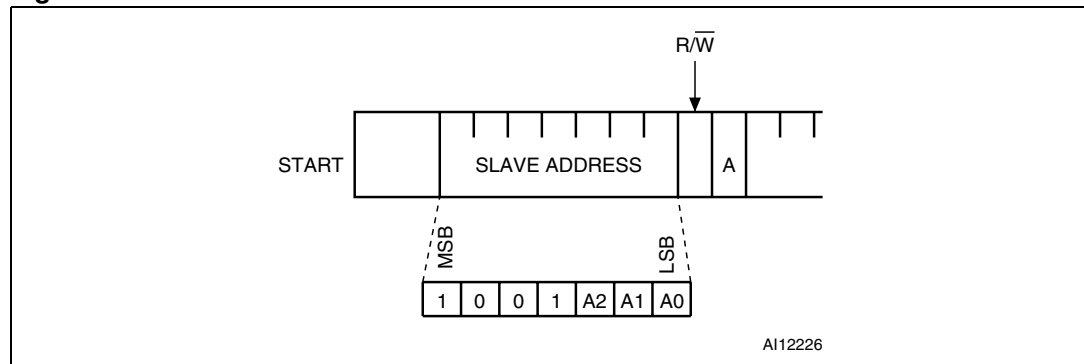 R/W̅
START
SLAVE ADDRESS
A
MSB
LSB
1 0 0 1 A2 A1 A0
AI12226